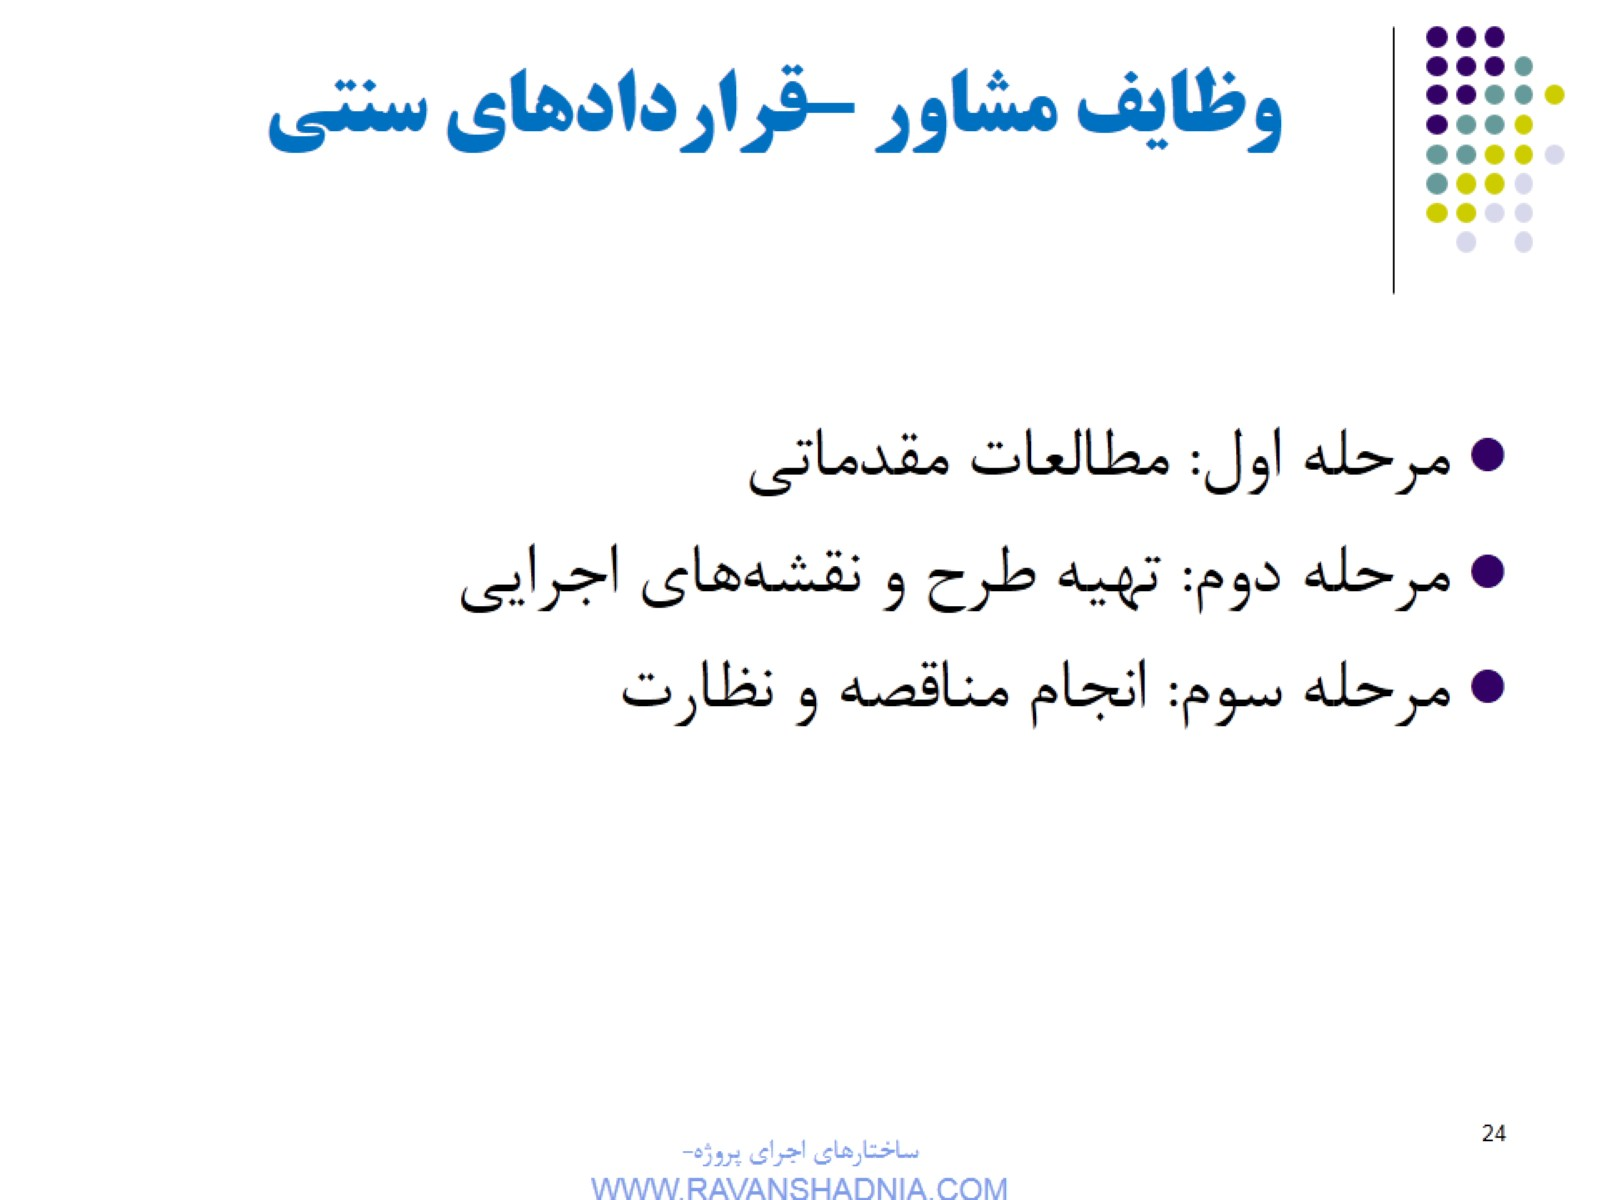 وظایف مشاور –قراردادهای سنتی
مرحله اول: مطالعات مقدماتی
مرحله دوم: تهیه طرح و نقشه‌های اجرایی
مرحله سوم: انجام مناقصه و نظارت
24
ساختارهای اجرای پروژه-
WWW.RAVANSHADNIA.COM